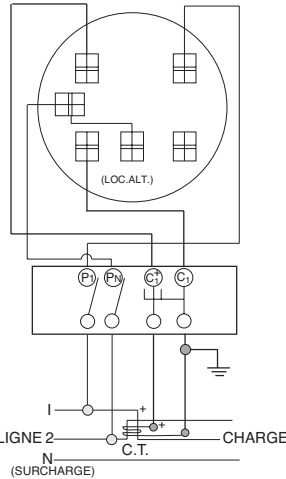 (LOC.ALT.)
P1 PN C1+ C1
I +
+
LIGNE 2 CHARGE
C.T.
N
(SURCHARGE)